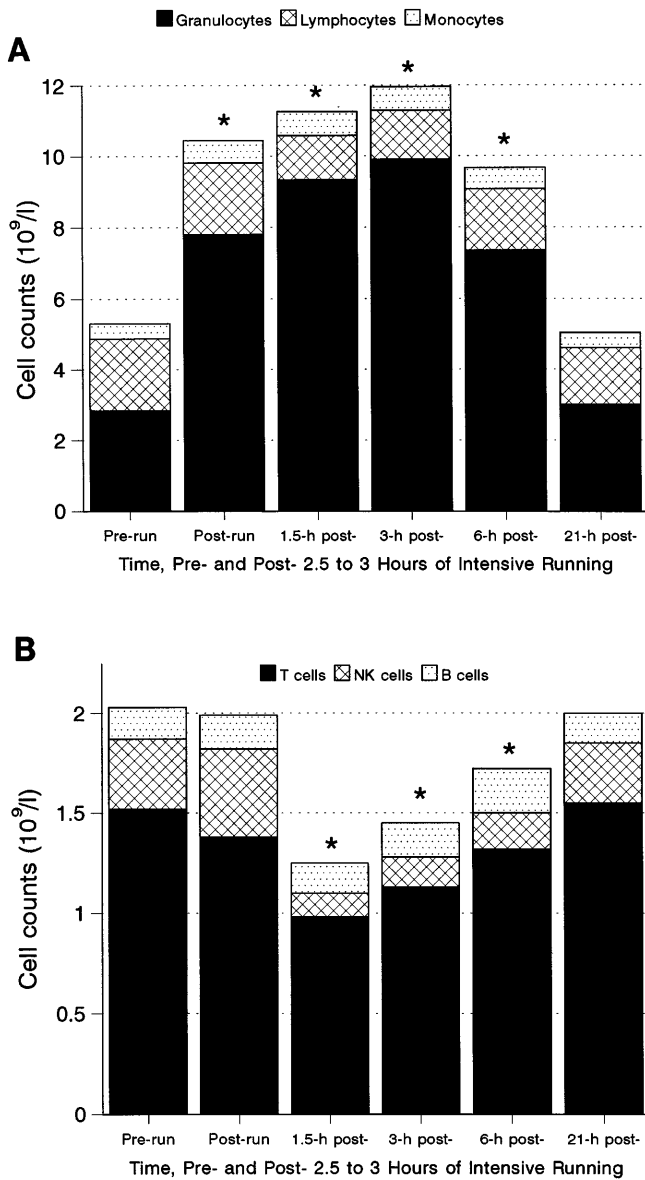 Granulocytes Lymphocytes Monocytes
A
12
10
8
6
4
2
0
Cell counts (10⁹/l)
* * * *
Pre-run Post-run 1.5-h post- 3-h post- 6-h post- 21-h post-
Time, Pre- and Post- 2.5 to 3 Hours of Intensive Running
B
T cells NK cells B cells
2
1.5
1
0.5
0
Cell counts (10⁹/l)
* * *
Pre-run Post-run 1.5-h post- 3-h post- 6-h post- 21-h post-
Time, Pre- and Post- 2.5 to 3 Hours of Intensive Running